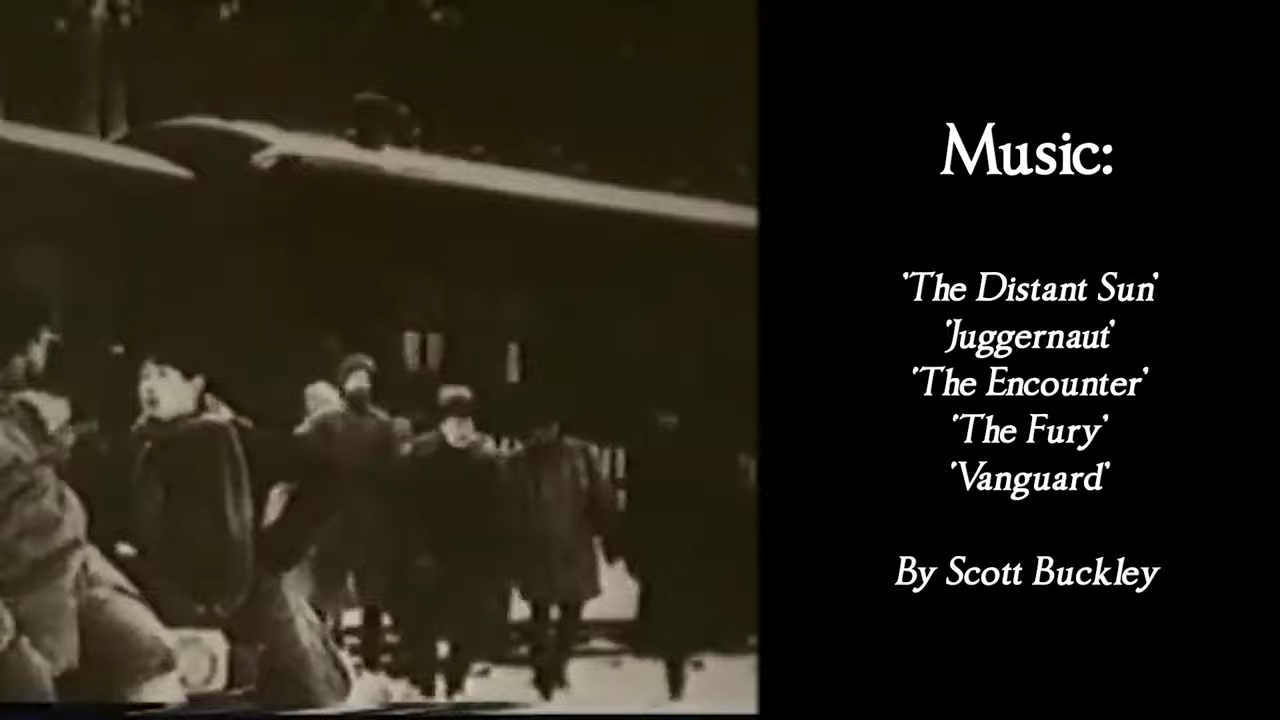 Music:
'The Distant Sun'
'Juggernaut'
'The Encounter'
'The Fury'
'Vanguard'
By Scott Buckley